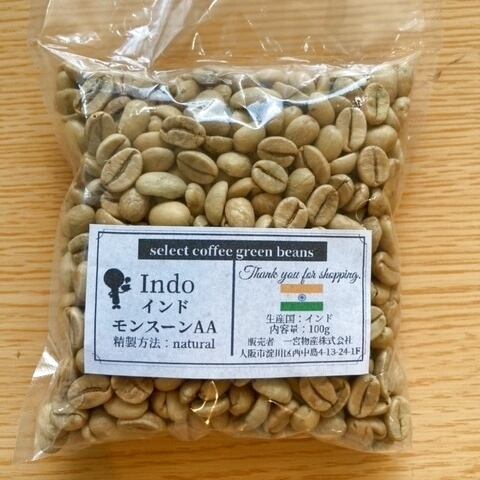 select coffee green beans
Indo
インド
モンスーンAA
精製方法：natural
Thank you for shopping.
生産国：インド
内容量：100g
販売者　一宮物産株式会社
大阪市淀川区西中島4-13-24-1F